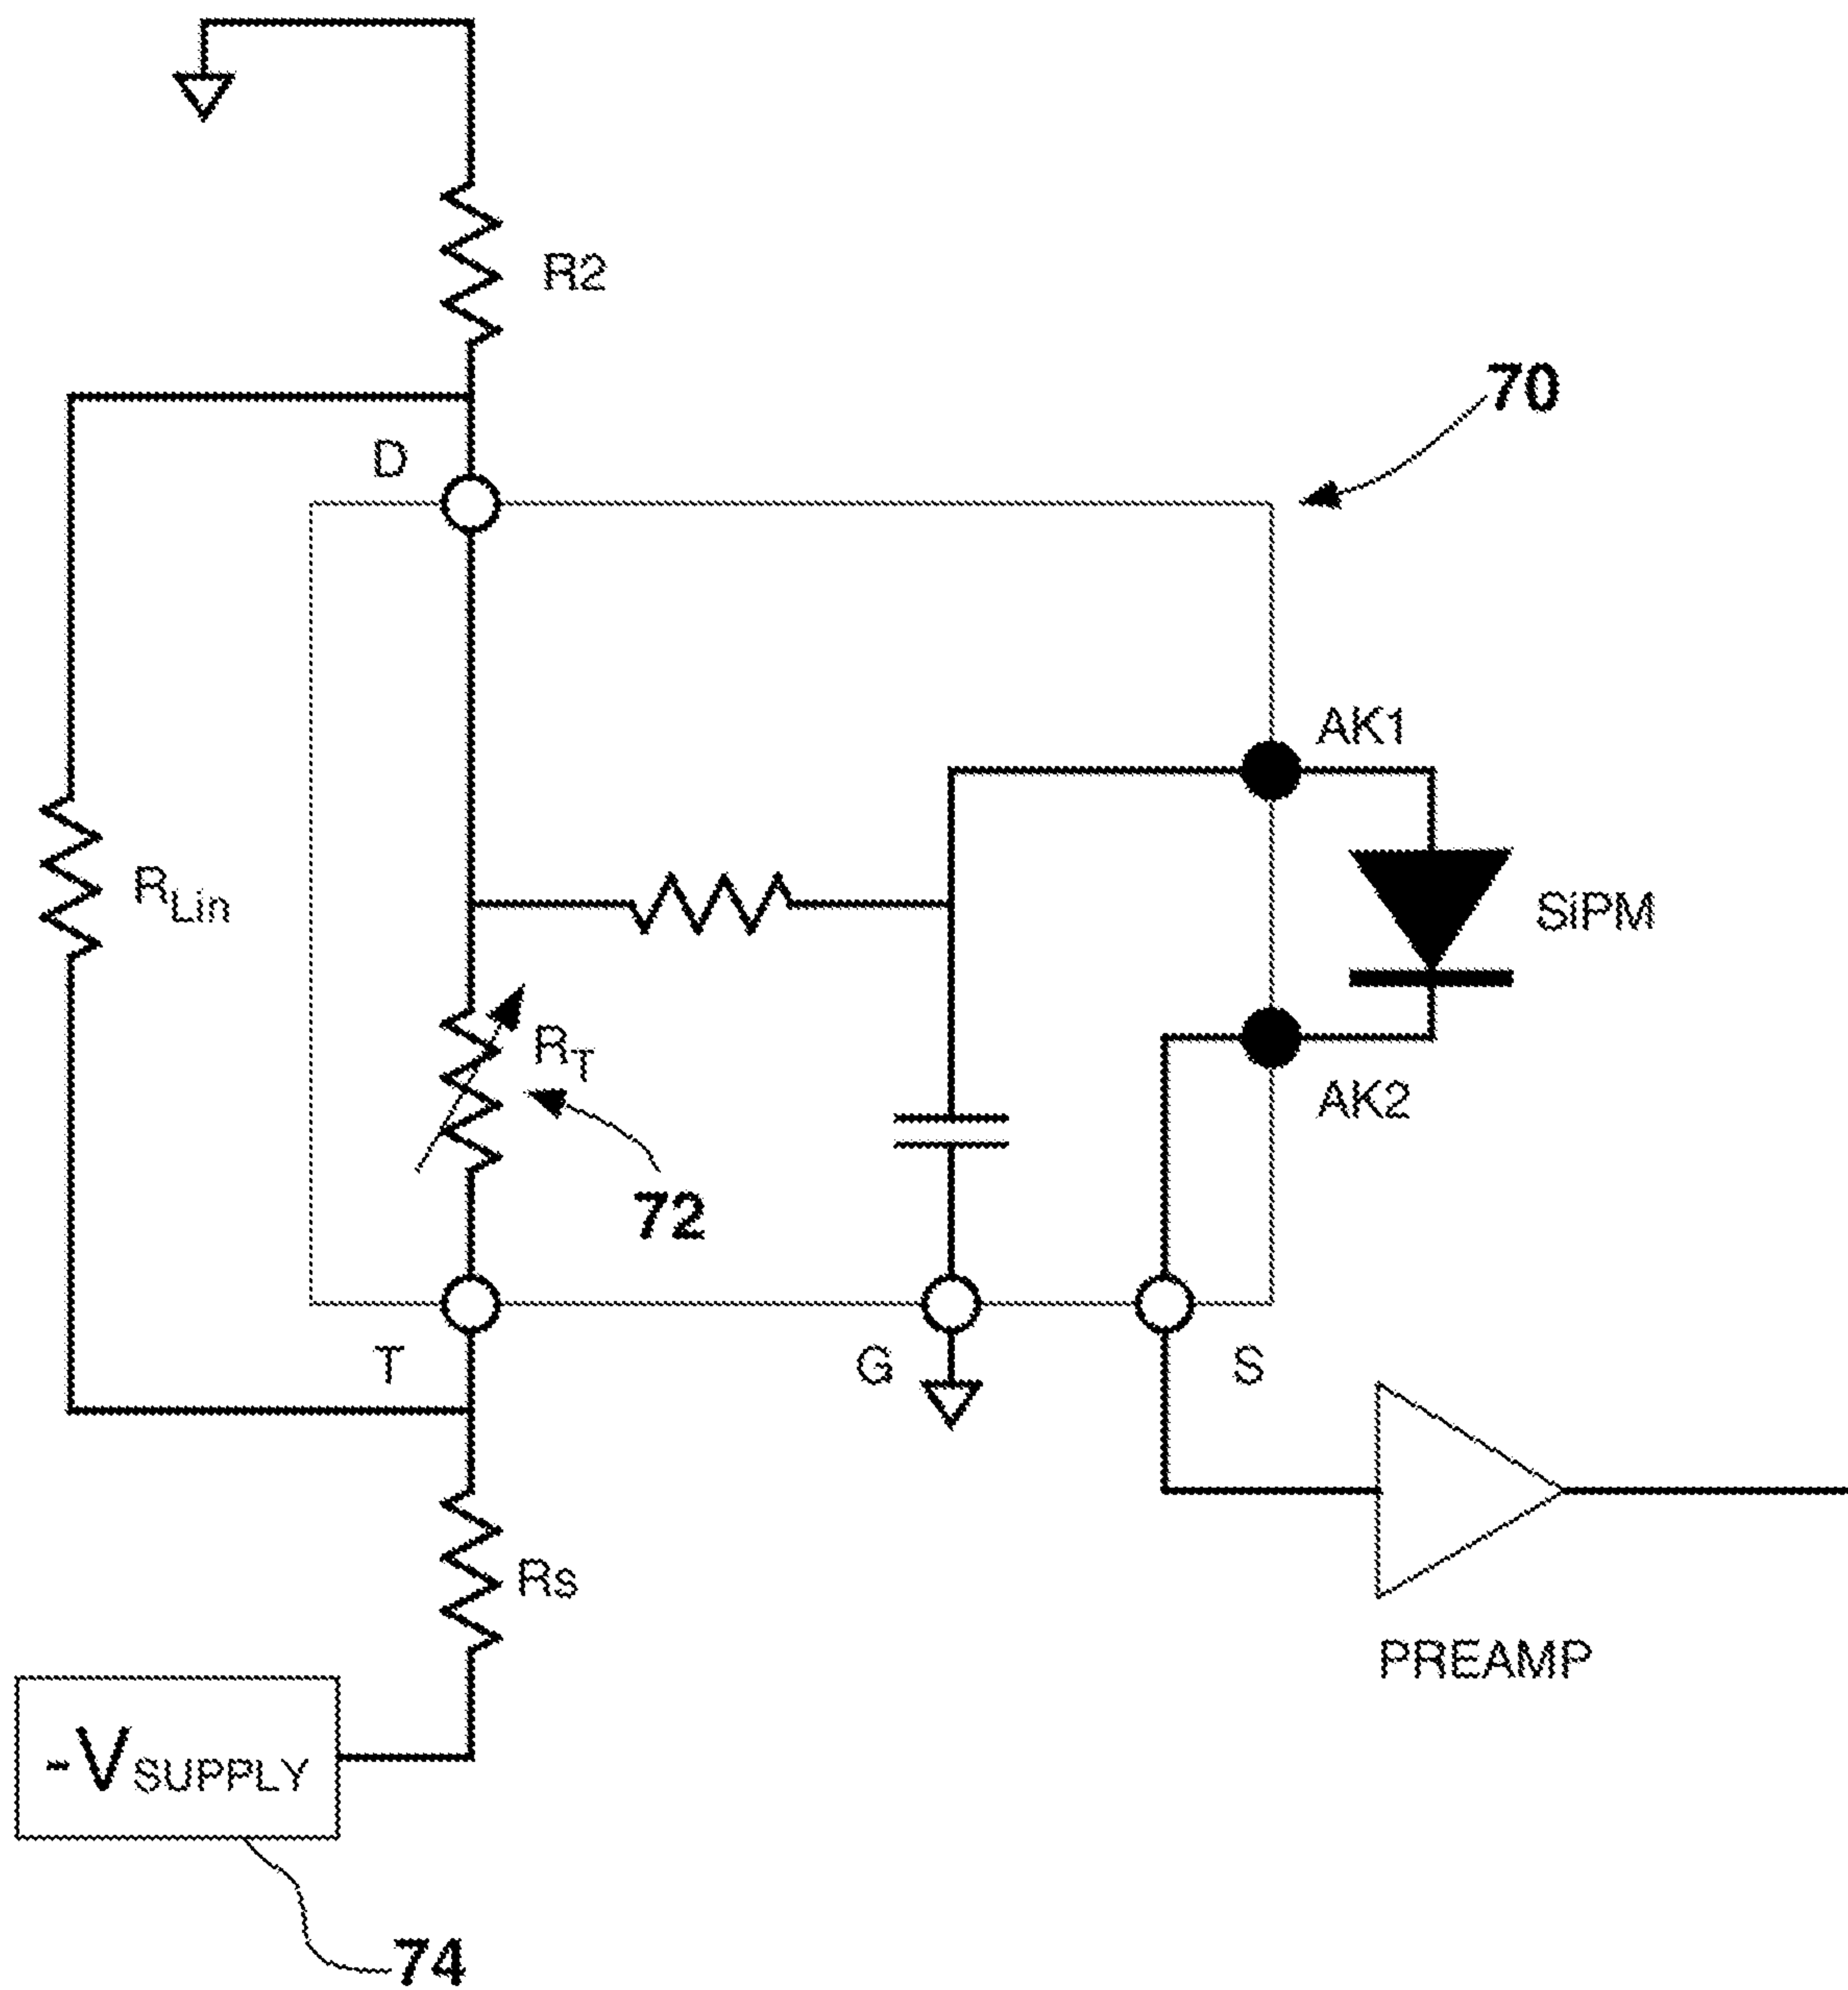 R2
70
D
AK1
RLin
SiPM
RT
AK2
72
T
G
S
Rs
PREAMP
-VSUPPLY
74